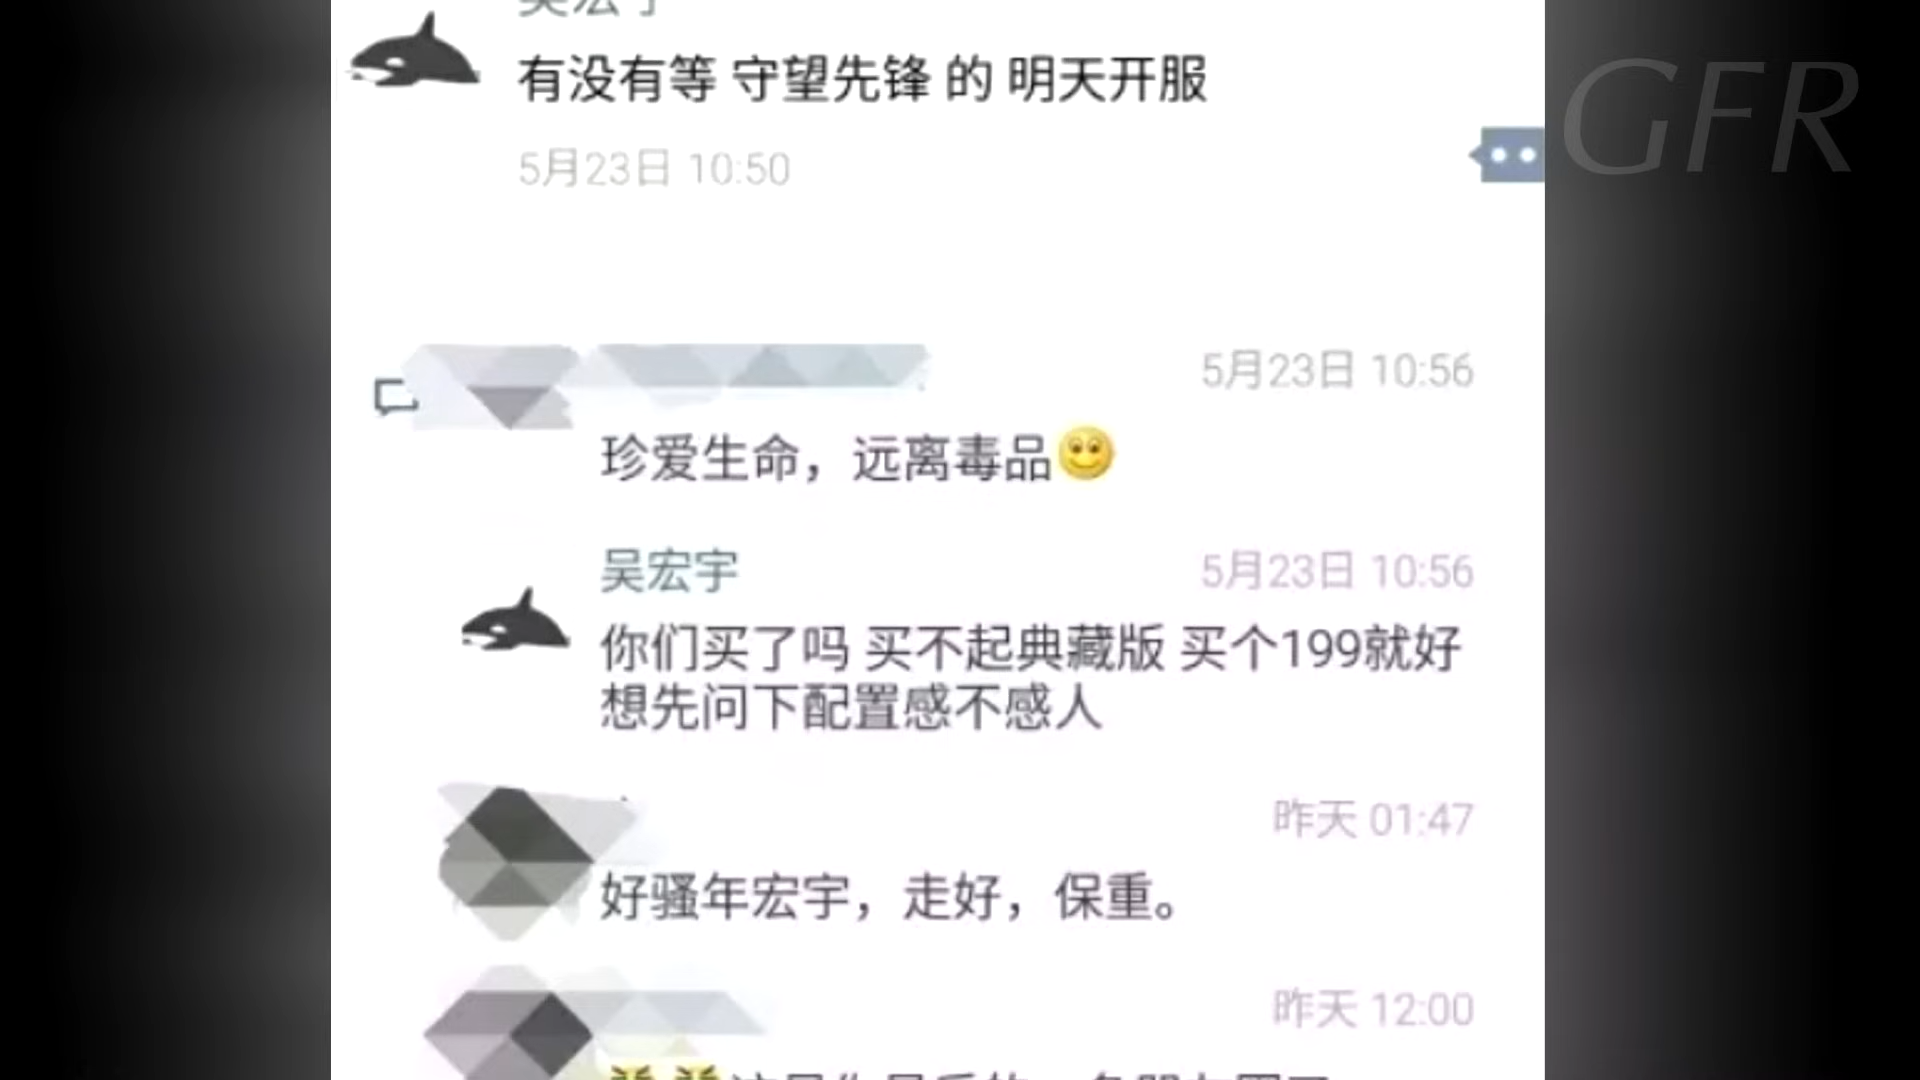 吴宏宇
有没有等 守望先锋 的 明天开服
5月23日 10:50
GFR
5月23日 10:56
珍爱生命，远离毒品
吴宏宇
5月23日 10:56
你们买了吗 买不起典藏版 买个199就好
想先问下配置感不感人
昨天 01:47
好骚年宏宇，走好，保重。
昨天 12:00